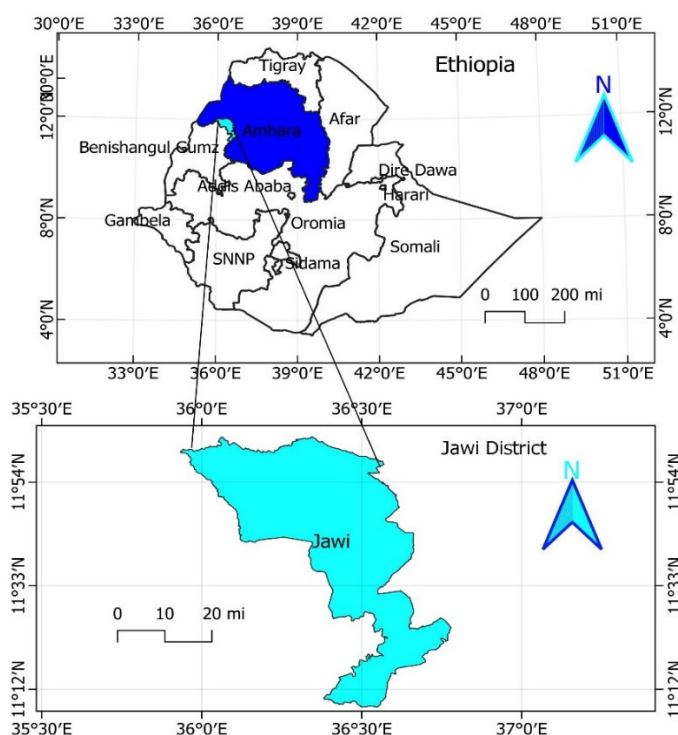 30°0'E 33°0'E 36°0'E 39°0'E 42°0'E 45°0'E 48°0'E 51°0'E
Tigray
Ethiopia
N
Afar
12°0'N
12°0'N
Amhara
Benishangul Gumz
Dire Dawa
Addis Ababa
Harari
8°0'N
Gambela
Oromia
8°0'N
SNNP
Sidama
Somali
0 100 200 mi
4°0'N
4°0'N
33°0'E 36°0'E 39°0'E 42°0'E 45°0'E 48°0'E 51°0'E
35°30'E 36°0'E 36°30'E 37°0'E
Jawi District
N
11°54'N
11°54'N
Jawi
11°33'N
11°33'N
0 10 20 mi
11°12'N
11°12'N
35°30'E 36°0'E 36°30'E 37°0'E